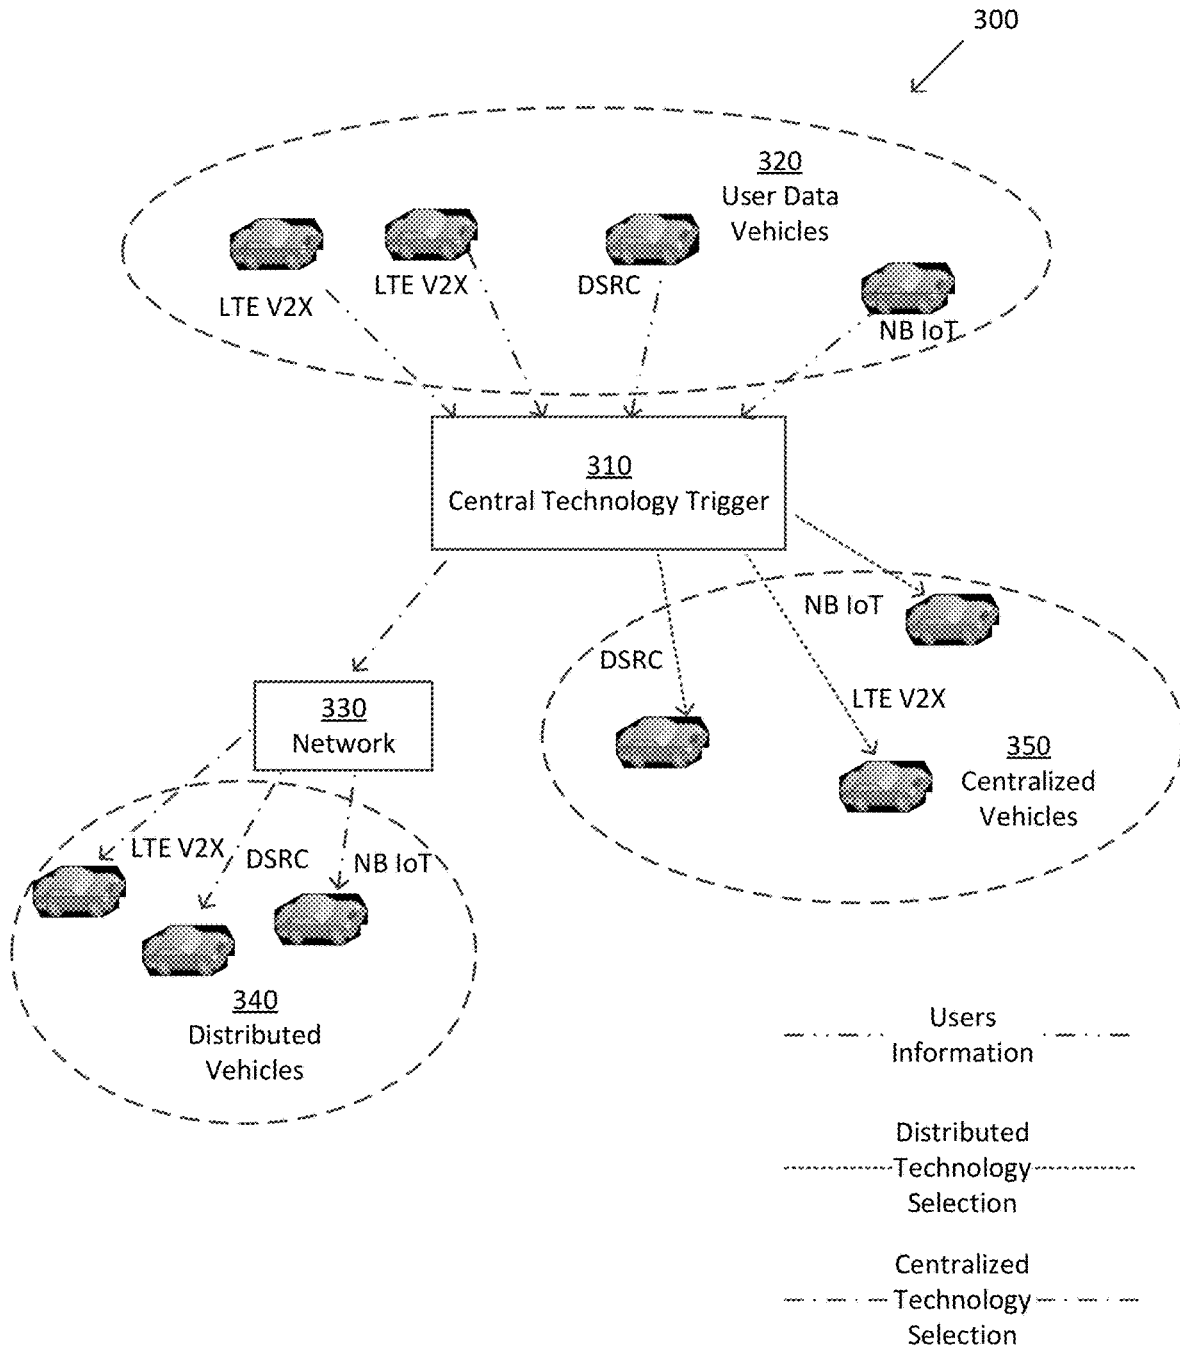 300
320
User Data
Vehicles
LTE V2X
LTE V2X
DSRC
NB IoT
310
Central Technology Trigger
NB IoT
DSRC
LTE V2X
350
Centralized
Vehicles
330
Network
LTE V2X
DSRC
NB IoT
340
Distributed
Vehicles
Users
Information
Distributed
Technology
Selection
Centralized
Technology
Selection